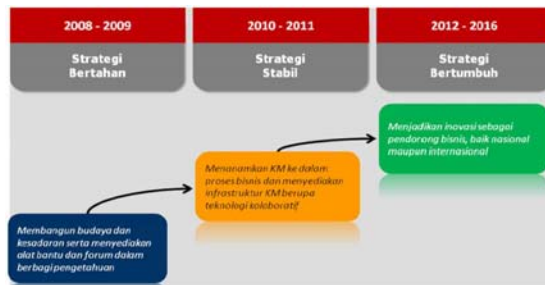 2008 - 2009
2010 - 2011
2012 - 2016
Strategi
Bertahan
Strategi
Stabil
Strategi
Bertumbuh
Menjadikan inovasi sebagai
pendorong bisnis, baik nasional
maupun internasional
Menanamkan KM ke dalam
proses bisnis dan menyediakan
infrastruktur KM berupa
teknologi kolaboratif
Membangun budaya dan
kesadaran serta menyediakan
alat bantu dan forum dalam
berbagi pengetahuan